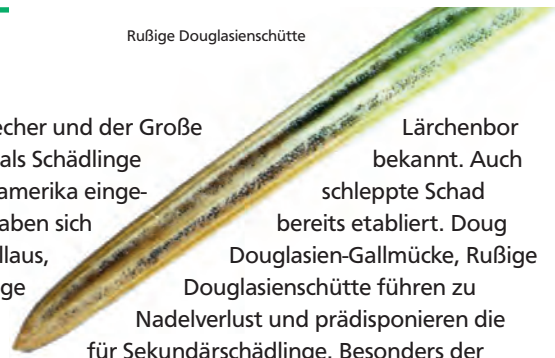 Rußige Douglasienschütte
echer und der Große Lärchenbor
als Schädlinge bekannt. Auch
amerika einge- schleppte Schad
aben sich bereits etabliert. Doug
llaus, Douglasien-Gallmücke, Rußige
ge Douglasienschütte führen zu
Nadelverlust und prädisponieren die
für Sekundärschädlinge. Besonders der